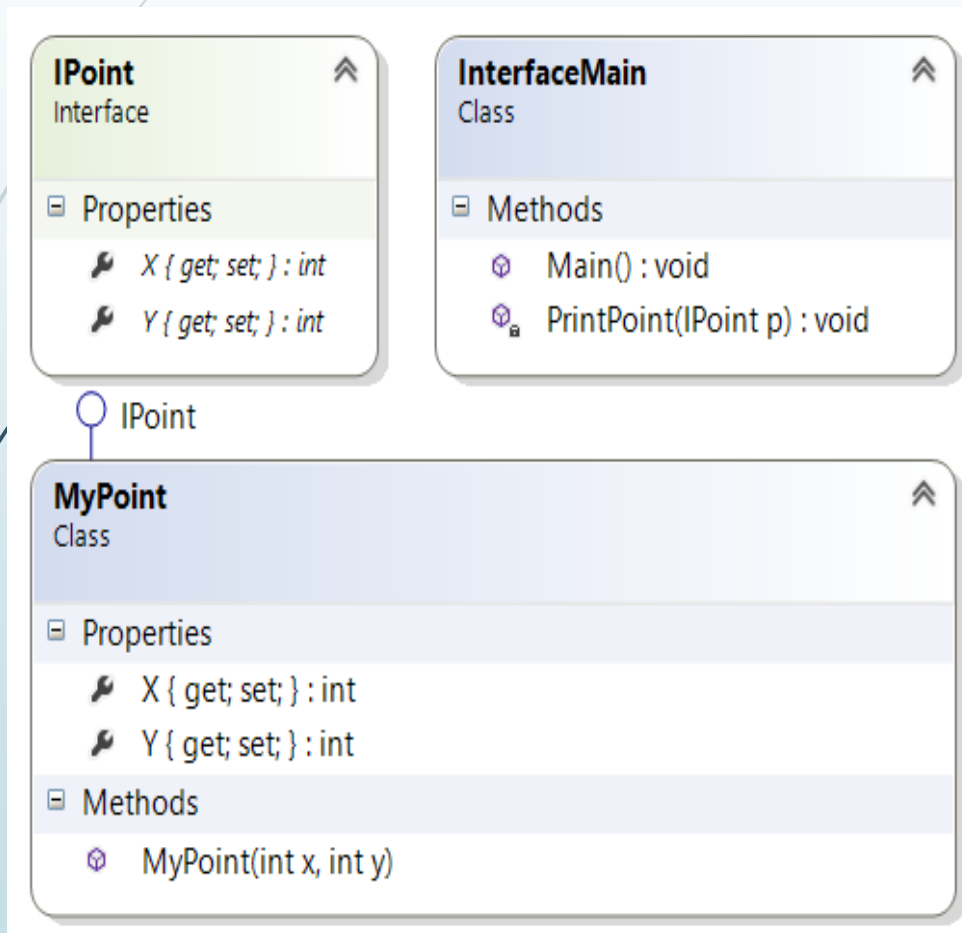 IPoint
Interface
Properties
X { get; set; } : int
Y { get; set; } : int
InterfaceMain
Class
Methods
Main() : void
PrintPoint(IPoint p) : void
IPoint
MyPoint
Class
Properties
X { get; set; } : int
Y { get; set; } : int
Methods
MyPoint(int x, int y)